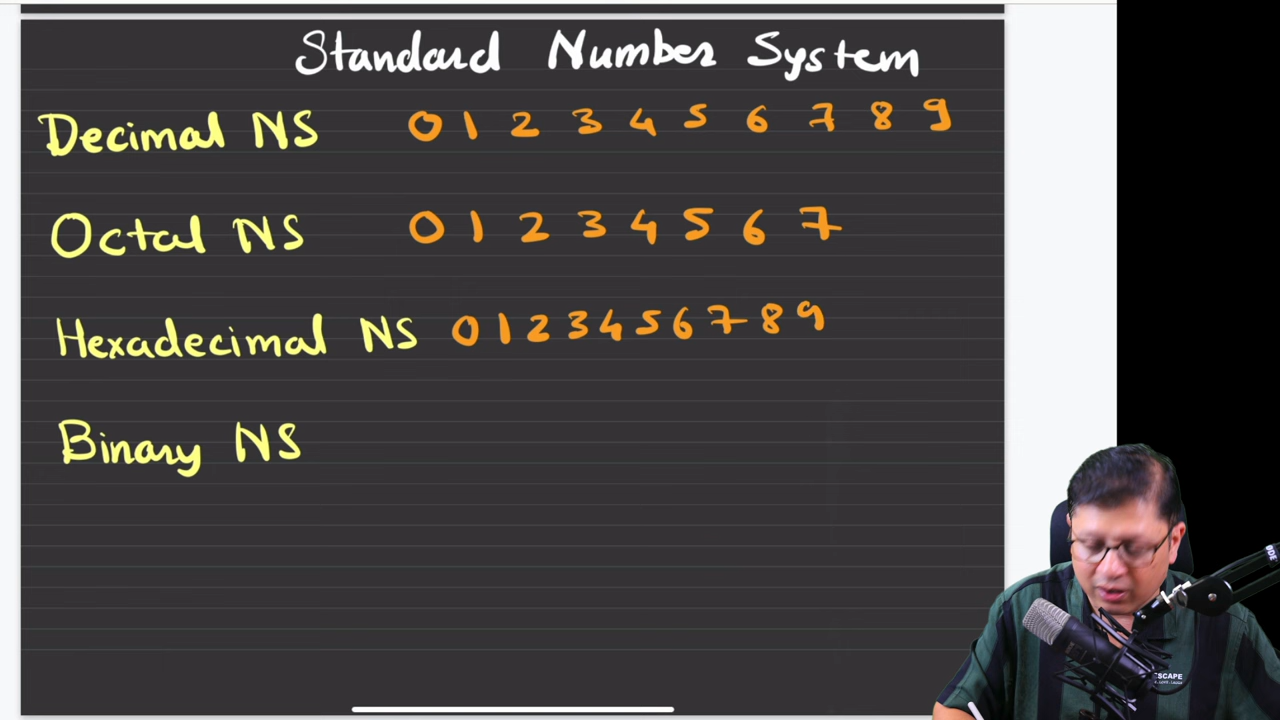 Standard Number System
Decimal NS 0 1 2 3 4 5 6 7 8 9
Octal NS 0 1 2 3 4 5 6 7
Hexadecimal NS 0 1 2 3 4 5 6 7 8 9
Binary NS
ESCAPE